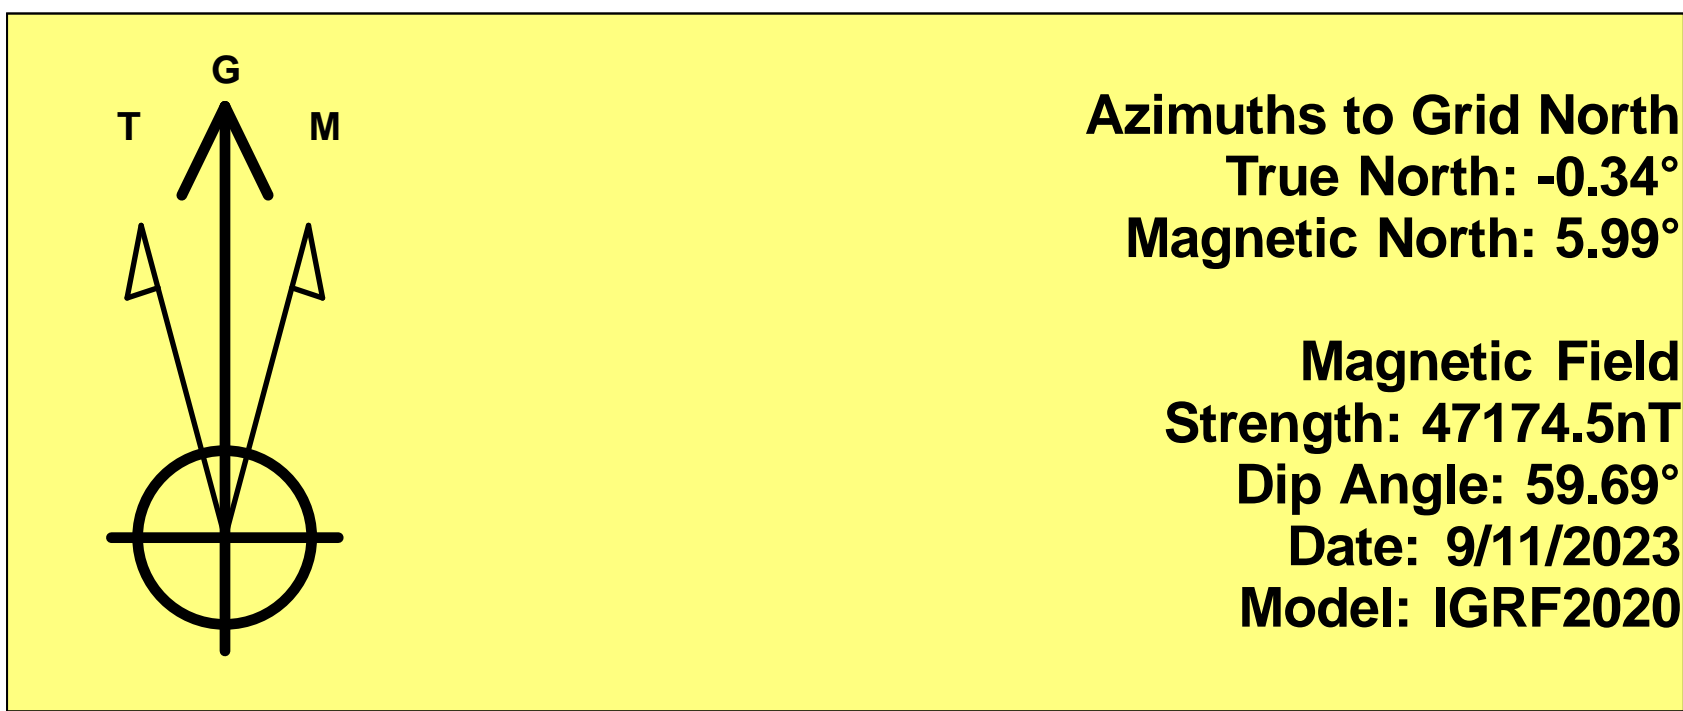 G
T M
Azimuths to Grid North
True North: -0.34°
Magnetic North: 5.99°
Magnetic Field
Strength: 47174.5nT
Dip Angle: 59.69°
Date: 9/11/2023
Model: IGRF2020